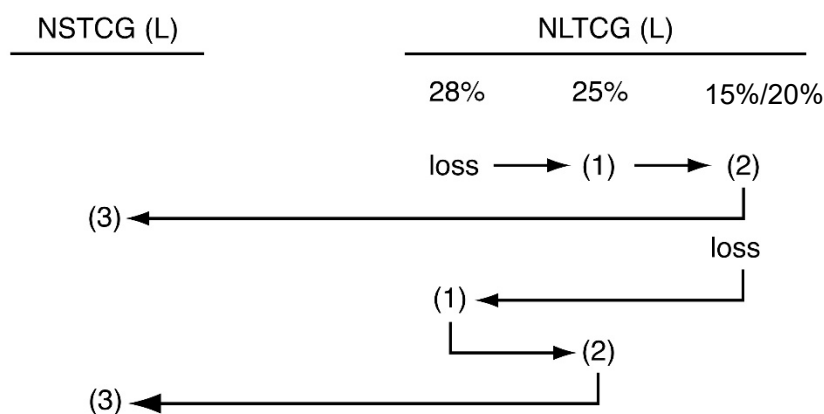 NSTCG (L) NLTCG (L)
28% 25% 15%/20%
loss (1) (2)
(3)
loss
(1)
(2)
(3)